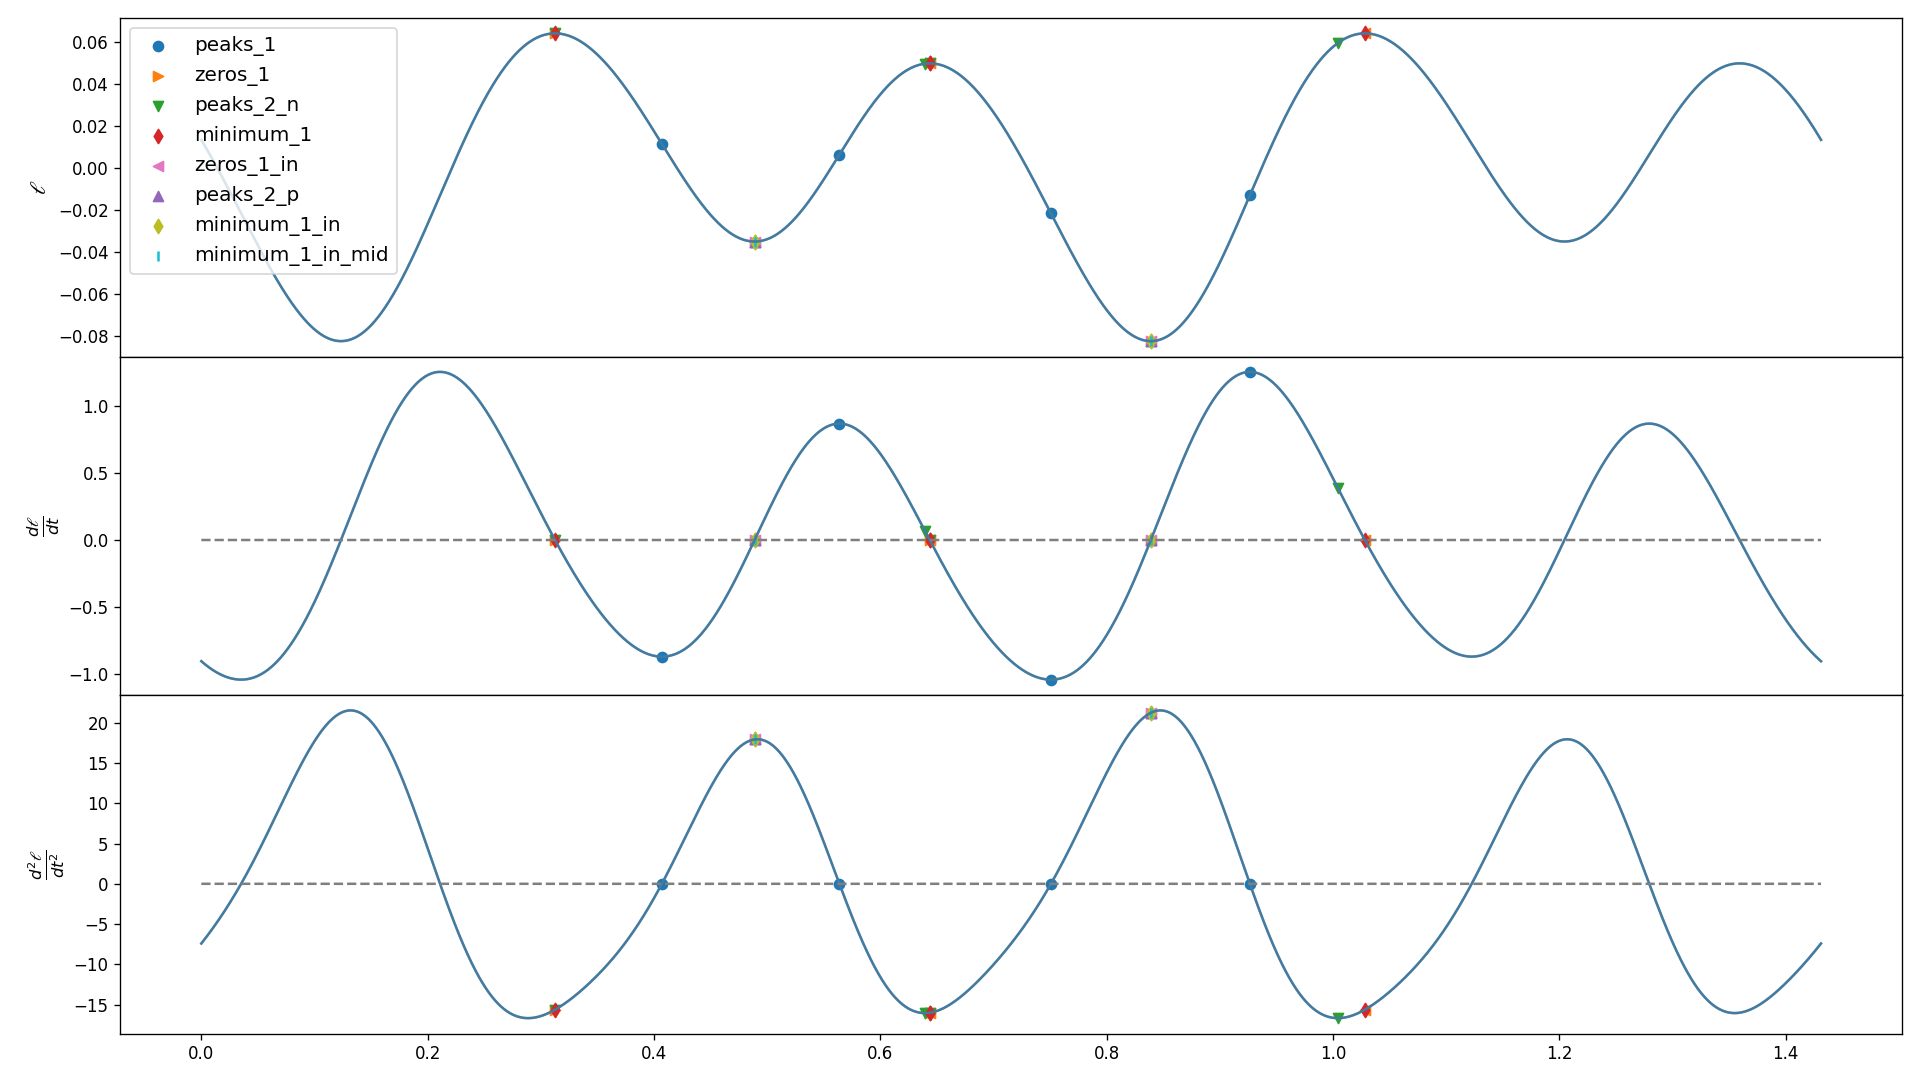 peaks_1
zeros_1
peaks_2_n
minimum_1
zeros_1_in
peaks_2_p
minimum_1_in
minimum_1_in_mid
0.06
0.04
0.02
0.00
−0.02
−0.04
−0.06
−0.08
ℓ
1.0
0.5
0.0
−0.5
−1.0
dℓ/dt
20
15
10
5
0
−5
−10
−15
d²ℓ/dt²
0.0 0.2 0.4 0.6 0.8 1.0 1.2 1.4